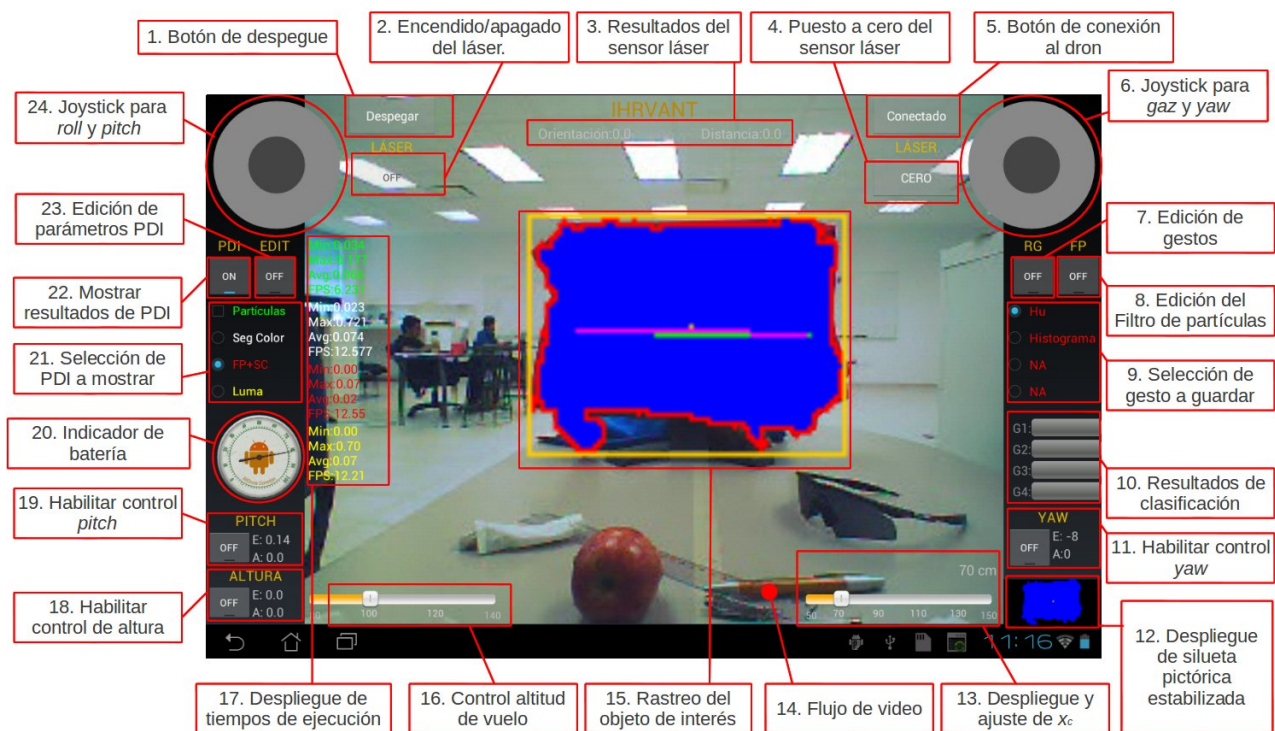 1. Botón de despegue
2. Encendido/apagado
del láser.
3. Resultados del
sensor láser
4. Puesto a cero del
sensor láser
5. Botón de conexión
al dron
24. Joystick para
roll y pitch
6. Joystick para
gaz y yaw
Despegar
IHRVANT
Conectado
Orientación:0.0
Distancia:0.0
LÁSER
LÁSER
OFF
CERO
23. Edición de
parámetros PDI
7. Edición de
gestos
PDI EDIT
RG FP
ON
OFF
OFF
OFF
22. Mostrar
resultados de PDI
8. Edición del
Filtro de partículas
Min:0.034
FPS:6.231
Min:0.023
Max:0.721
Avg:0.074
FPS:12.577
Min:0.00
Max:0.07
Avg:0.02
FPS:12.55
Min:0.00
Max:0.70
Avg:0.07
FPS:12.21
Partículas
Seg Color
FP+SC
Luma
Hu
Histograma
NA
NA
21. Selección de
PDI a mostrar
9. Selección de
gesto a guardar
20. Indicador de
batería
G1:
G2:
G3:
G4:
10. Resultados de
clasificación
19. Habilitar control
pitch
PITCH
OFF
E: 0.14
A: 0.0
YAW
OFF
E: -8
A:0
11. Habilitar control
yaw
18. Habilitar
control de altura
ALTURA
OFF
E: 0.0
A: 0.0
100 120 140
70 cm
50 70 90 110 130 150
11:16
12. Despliegue
de silueta
pictórica
estabilizada
17. Despliegue de
tiempos de ejecución
16. Control altitud
de vuelo
15. Rastreo del
objeto de interés
14. Flujo de video
13. Despliegue y
ajuste de xc